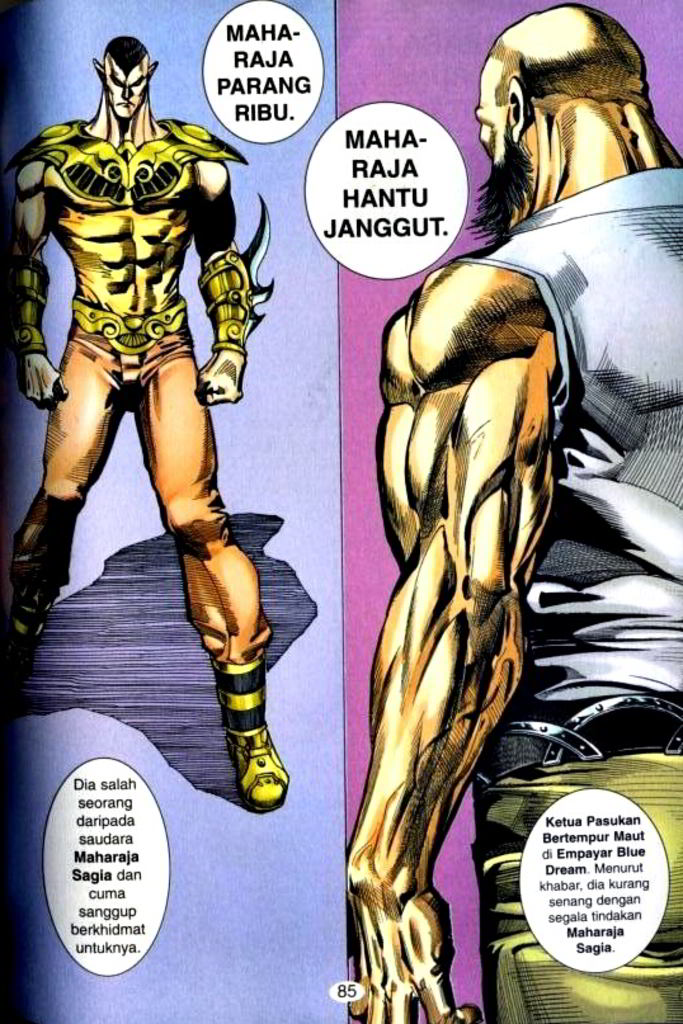 MAHA-
RAJA
PARANG
RIBU.
MAHA-
RAJA
HANTU
JANGGUT.
Dia salah
seorang
daripada
saudara
Maharaja
Sagia dan
cuma
sanggup
berkhidmat
untuknya.
Ketua Pasukan
Bertempur Maut
di Empayar Blue
Dream. Menurut
khabar, dia kurang
senang dengan
segala tindakan
Maharaja
Sagia.
85